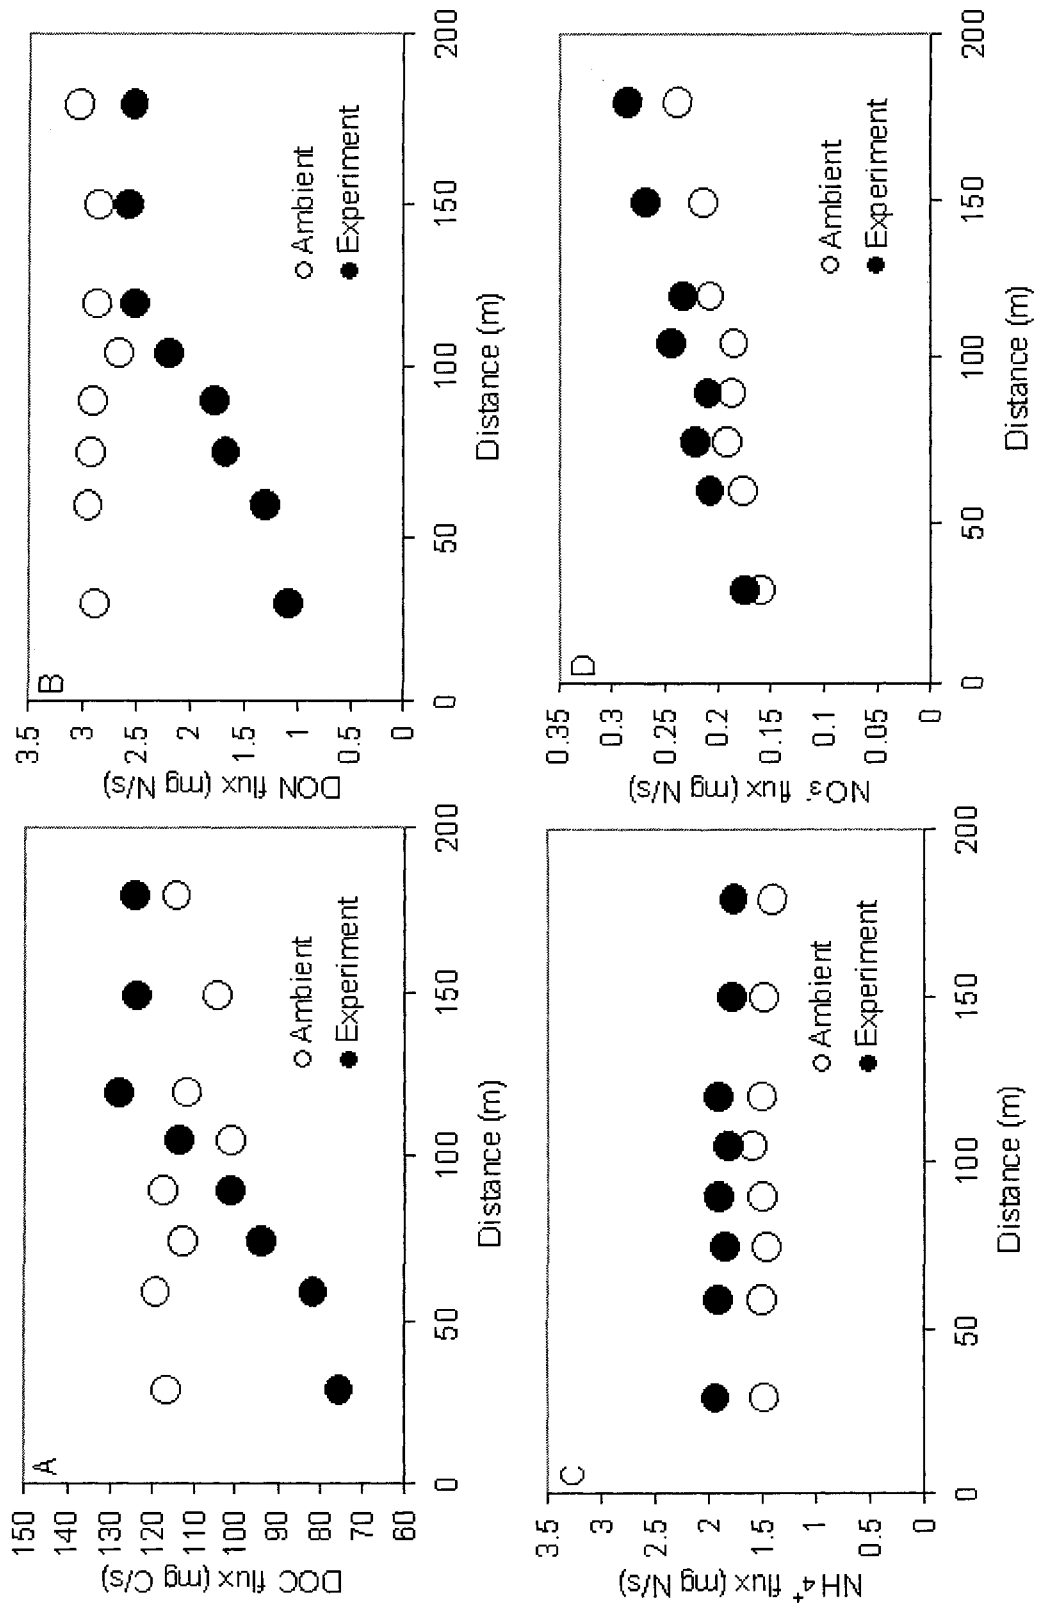 A
150
140
130
120
110
100
90
80
70
60
DOC flux (mg C/s)
0
50
100
150
200
Distance (m)
Ambient
Experiment
B
3.5
3
2.5
2
1.5
1
0.5
0
DON flux (mg N/s)
0
50
100
150
200
Distance (m)
Ambient
Experiment
C
3.5
3
2.5
2
1.5
1
0.5
0
NH4+ flux (mg N/s)
0
50
100
150
200
Distance (m)
Ambient
Experiment
D
0.35
0.3
0.25
0.2
0.15
0.1
0.05
0
NO3- flux (mg N/s)
0
50
100
150
200
Distance (m)
Ambient
Experiment